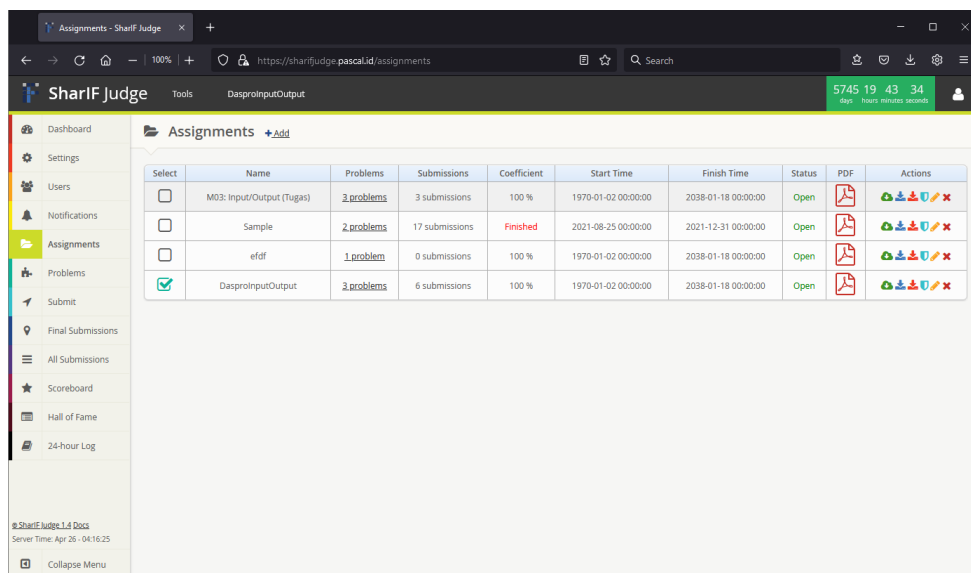 Assignments - SharIF Judge
100%
https://sharifjudge.pascal.id/assignments
Search
SharIF Judge Tools DasproInputOutput
5745 19 43 34
days hours minutes seconds
Dashboard
Settings
Users
Notifications
Assignments
Problems
Submit
Final Submissions
All Submissions
Scoreboard
Hall of Fame
24-hour Log
© SharIF Judge 1.4 Docs
Server Time: Apr 26 - 04:16:25
Collapse Menu
Assignments +Add
Select Name Problems Submissions Coefficient Start Time Finish Time Status PDF Actions
M03: Input/Output (Tugas) 3 problems 3 submissions 100 % 1970-01-02 00:00:00 2038-01-18 00:00:00 Open
Sample 2 problems 17 submissions Finished 2021-08-25 00:00:00 2021-12-31 00:00:00 Open
efdf 1 problem 0 submissions 100 % 1970-01-02 00:00:00 2038-01-18 00:00:00 Open
DasproInputOutput 3 problems 6 submissions 100 % 1970-01-02 00:00:00 2038-01-18 00:00:00 Open